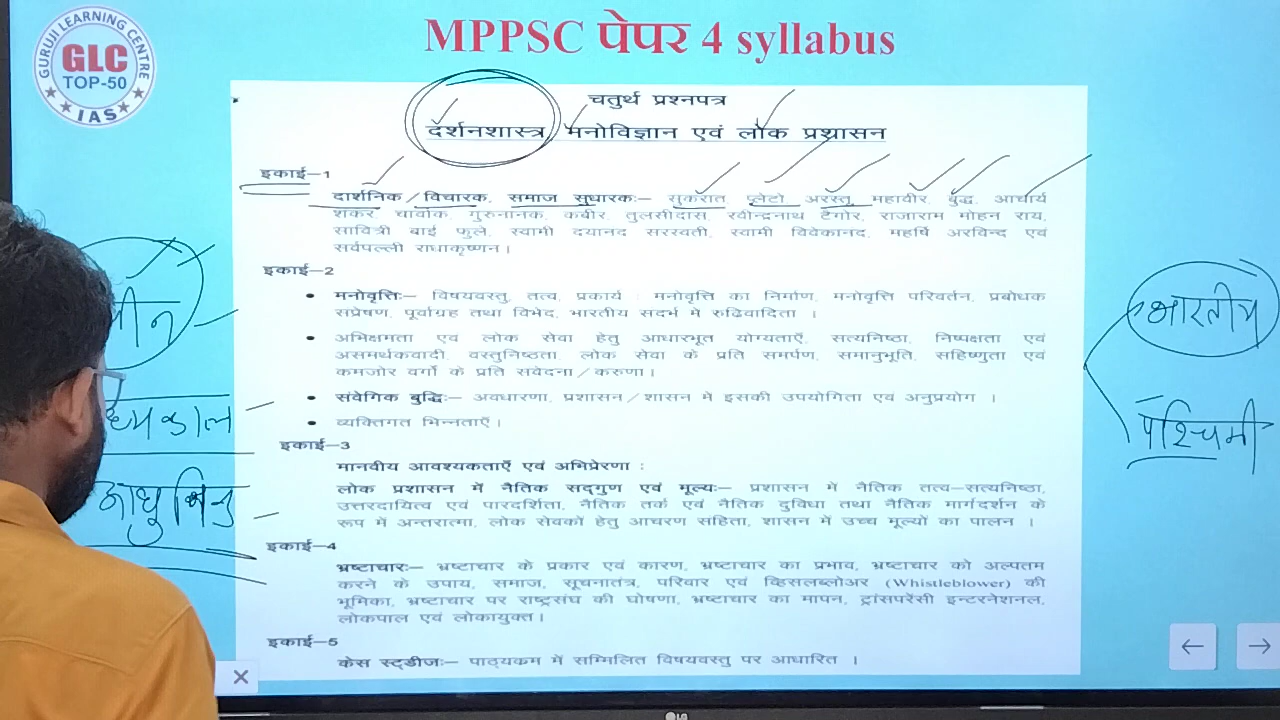 GURUJI LEARNING CENTRE
GLC
TOP-50
IAS
MPPSC पेपर 4 syllabus
चतुर्थ प्रश्नपत्र
दर्शनशास्त्र मनोविज्ञान एवं लोक प्रशासन
इकाई–1
दार्शनिक/विचारक, समाज सुधारकः– सुकरात, प्लेटो, अरस्तू, महावीर, बुद्ध, आचार्य
शंकर, चार्वाक, गुरुनानक, कबीर, तुलसीदास, रवीन्द्रनाथ टैगोर, राजाराम मोहन राय,
सावित्री बाई फुले, स्वामी दयानंद सरस्वती, स्वामी विवेकानंद, महर्षि अरविन्द एवं
सर्वपल्ली राधाकृष्णन।
इकाई–2
• मनोवृत्तिः– विषयवस्तु, तत्व, प्रकार्य : मनोवृत्ति का निर्माण, मनोवृत्ति परिवर्तन, प्रबोधक
संप्रेषण, पूर्वाग्रह तथा विभेद, भारतीय संदर्भ में रुढिवादिता ।
• अभिक्षमता एवं लोक सेवा हेतु आधारभूत योग्यताएँ, सत्यनिष्ठा, निष्पक्षता एवं
असमर्थकवादी, वस्तुनिष्ठता, लोक सेवा के प्रति समर्पण, समानुभूति, सहिष्णुता एवं
कमजोर वर्गों के प्रति संवेदना/करुणा।
• संवेगिक बुद्धिः– अवधारणा, प्रशासन/शासन में इसकी उपयोगिता एवं अनुप्रयोग ।
• व्यक्तिगत भिन्नताएँ।
इकाई–3
मानवीय आवश्यकताएँ एवं अभिप्रेरणा :
लोक प्रशासन में नैतिक सद्गुण एवं मूल्यः– प्रशासन में नैतिक तत्व–सत्यनिष्ठा,
उत्तरदायित्व एवं पारदर्शिता, नैतिक तर्क एवं नैतिक दुविधा तथा नैतिक मार्गदर्शन के
रूप में अन्तरात्मा, लोक सेवकों हेतु आचरण संहिता, शासन में उच्च मूल्यों का पालन ।
इकाई–4
भ्रष्टाचारः– भ्रष्टाचार के प्रकार एवं कारण, भ्रष्टाचार का प्रभाव, भ्रष्टाचार को अल्पतम
करने के उपाय, समाज, सूचनातंत्र, परिवार एवं व्हिसलब्लोअर (Whistleblower) की
भूमिका, भ्रष्टाचार पर राष्ट्रसंघ की घोषणा, भ्रष्टाचार का मापन, ट्रांसपरेंसी इन्टरनेशनल,
लोकपाल एवं लोकायुक्त।
इकाई–5
केस स्टडीजः– पाठ्यक्रम में सम्मिलित विषयवस्तु पर आधारित ।
भारतीय
पश्चिमी
LG